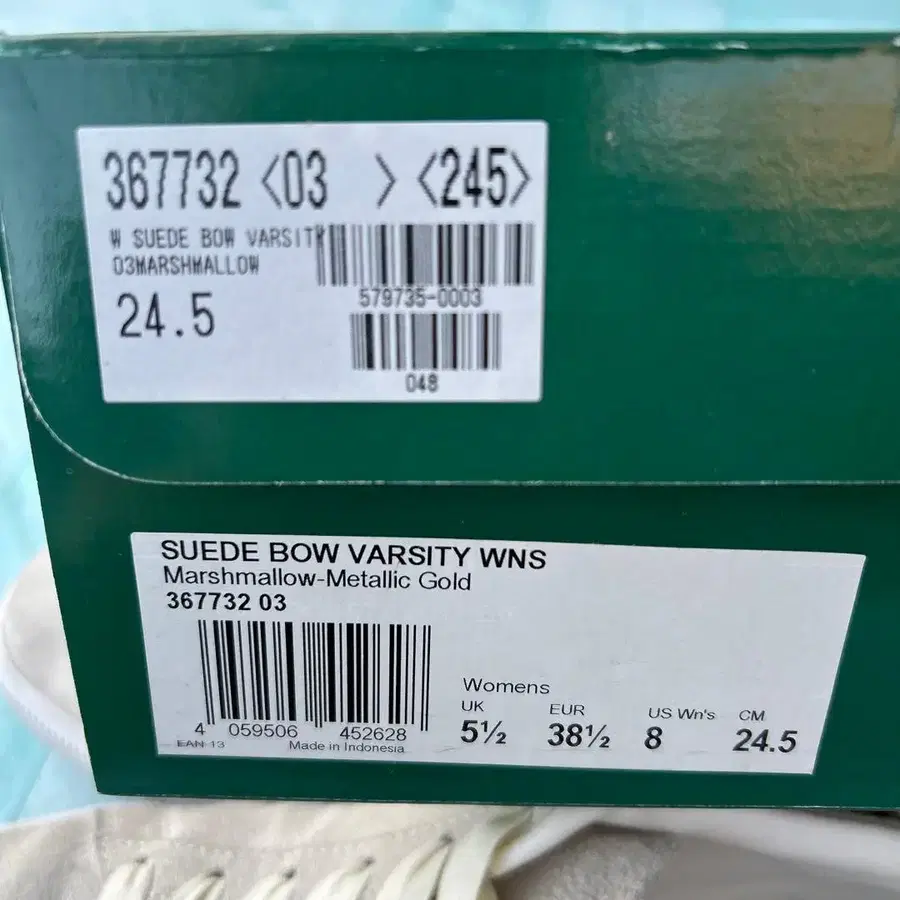 367732 <03 > <245>
W SUEDE BOW VARSITY
03MARSHMALLOW
579735-0003
24.5
048
SUEDE BOW VARSITY WNS
Marshmallow-Metallic Gold
367732 03
4 059506 452628
EAN 13
Made in Indonesia
Womens
UK EUR US Wn's CM
5½ 38½ 8 24.5